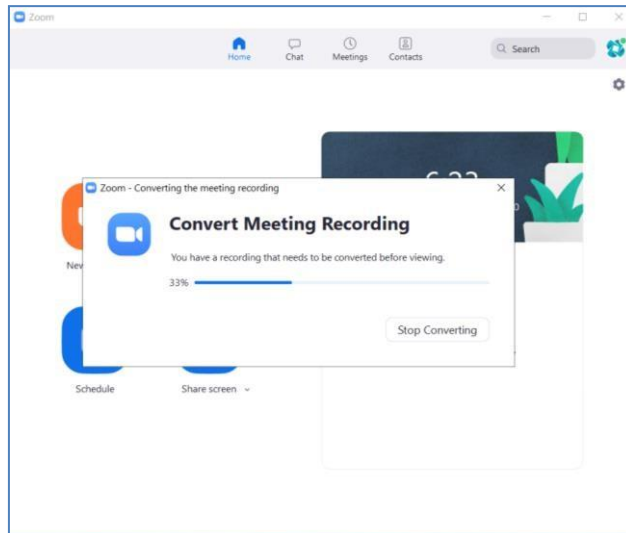 Zoom
Home
Chat
Meetings
Contacts
Search
Zoom - Converting the meeting recording
Convert Meeting Recording
You have a recording that needs to be converted before viewing.
33%
Stop Converting
Schedule
Share screen